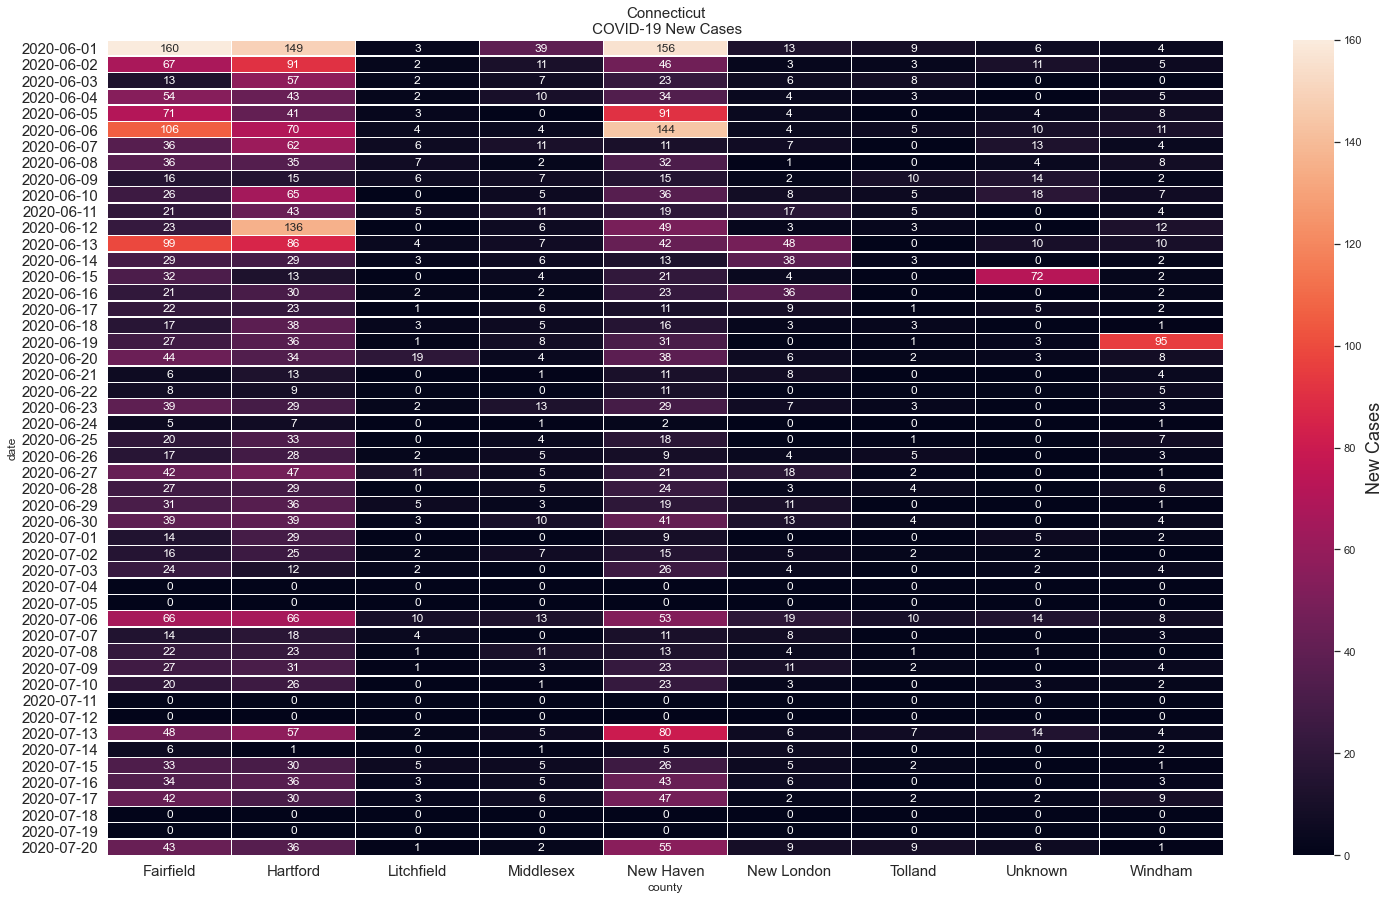 Connecticut
COVID-19 New Cases
2020-06-01 160 149 3 39 156 13 9 6 4
2020-06-02 67 91 2 11 46 3 3 11 5
2020-06-03 13 57 2 7 23 6 8 0 0
2020-06-04 54 43 2 10 34 4 3 0 5
2020-06-05 71 41 3 0 91 4 0 4 8
2020-06-06 106 70 4 4 144 4 5 10 11
2020-06-07 36 62 6 11 11 7 0 13 4
2020-06-08 36 35 7 2 32 1 0 4 8
2020-06-09 16 15 6 7 15 2 10 14 2
2020-06-10 26 65 0 5 36 8 5 18 7
2020-06-11 21 43 5 11 19 17 5 0 4
2020-06-12 23 136 0 6 49 3 3 0 12
2020-06-13 99 86 4 7 42 48 0 10 10
2020-06-14 29 29 3 6 13 38 3 0 2
2020-06-15 32 13 0 4 21 4 0 72 2
2020-06-16 21 30 2 2 23 36 0 0 2
2020-06-17 22 23 1 6 11 9 1 5 2
2020-06-18 17 38 3 5 16 3 3 0 1
2020-06-19 27 36 1 8 31 0 1 3 95
2020-06-20 44 34 19 4 38 6 2 3 8
2020-06-21 6 13 0 1 11 8 0 0 4
2020-06-22 8 9 0 0 11 0 0 0 5
2020-06-23 39 29 2 13 29 7 3 0 3
2020-06-24 5 7 0 1 2 0 0 0 1
2020-06-25 20 33 0 4 18 0 1 0 7
2020-06-26 17 28 2 5 9 4 5 0 3
2020-06-27 42 47 11 5 21 18 2 0 1
2020-06-28 27 29 0 5 24 3 4 0 6
2020-06-29 31 36 5 3 19 11 0 0 1
2020-06-30 39 39 3 10 41 13 4 0 4
2020-07-01 14 29 0 0 9 0 0 5 2
2020-07-02 16 25 2 7 15 5 2 2 0
2020-07-03 24 12 2 0 26 4 0 2 4
2020-07-04 0 0 0 0 0 0 0 0 0
2020-07-05 0 0 0 0 0 0 0 0 0
2020-07-06 66 66 10 13 53 19 10 14 8
2020-07-07 14 18 4 0 11 8 0 0 3
2020-07-08 22 23 1 11 13 4 1 1 0
2020-07-09 27 31 1 3 23 11 2 0 4
2020-07-10 20 26 0 1 23 3 0 3 2
2020-07-11 0 0 0 0 0 0 0 0 0
2020-07-12 0 0 0 0 0 0 0 0 0
2020-07-13 48 57 2 5 80 6 7 14 4
2020-07-14 6 1 0 1 5 6 0 0 2
2020-07-15 33 30 5 5 26 5 2 0 1
2020-07-16 34 36 3 5 43 6 0 0 3
2020-07-17 42 30 3 6 47 2 2 2 9
2020-07-18 0 0 0 0 0 0 0 0 0
2020-07-19 0 0 0 0 0 0 0 0 0
2020-07-20 43 36 1 2 55 9 9 6 1
Fairfield Hartford Litchfield Middlesex New Haven New London Tolland Unknown Windham
county
date
160
140
120
100
80
60
40
20
0
New Cases